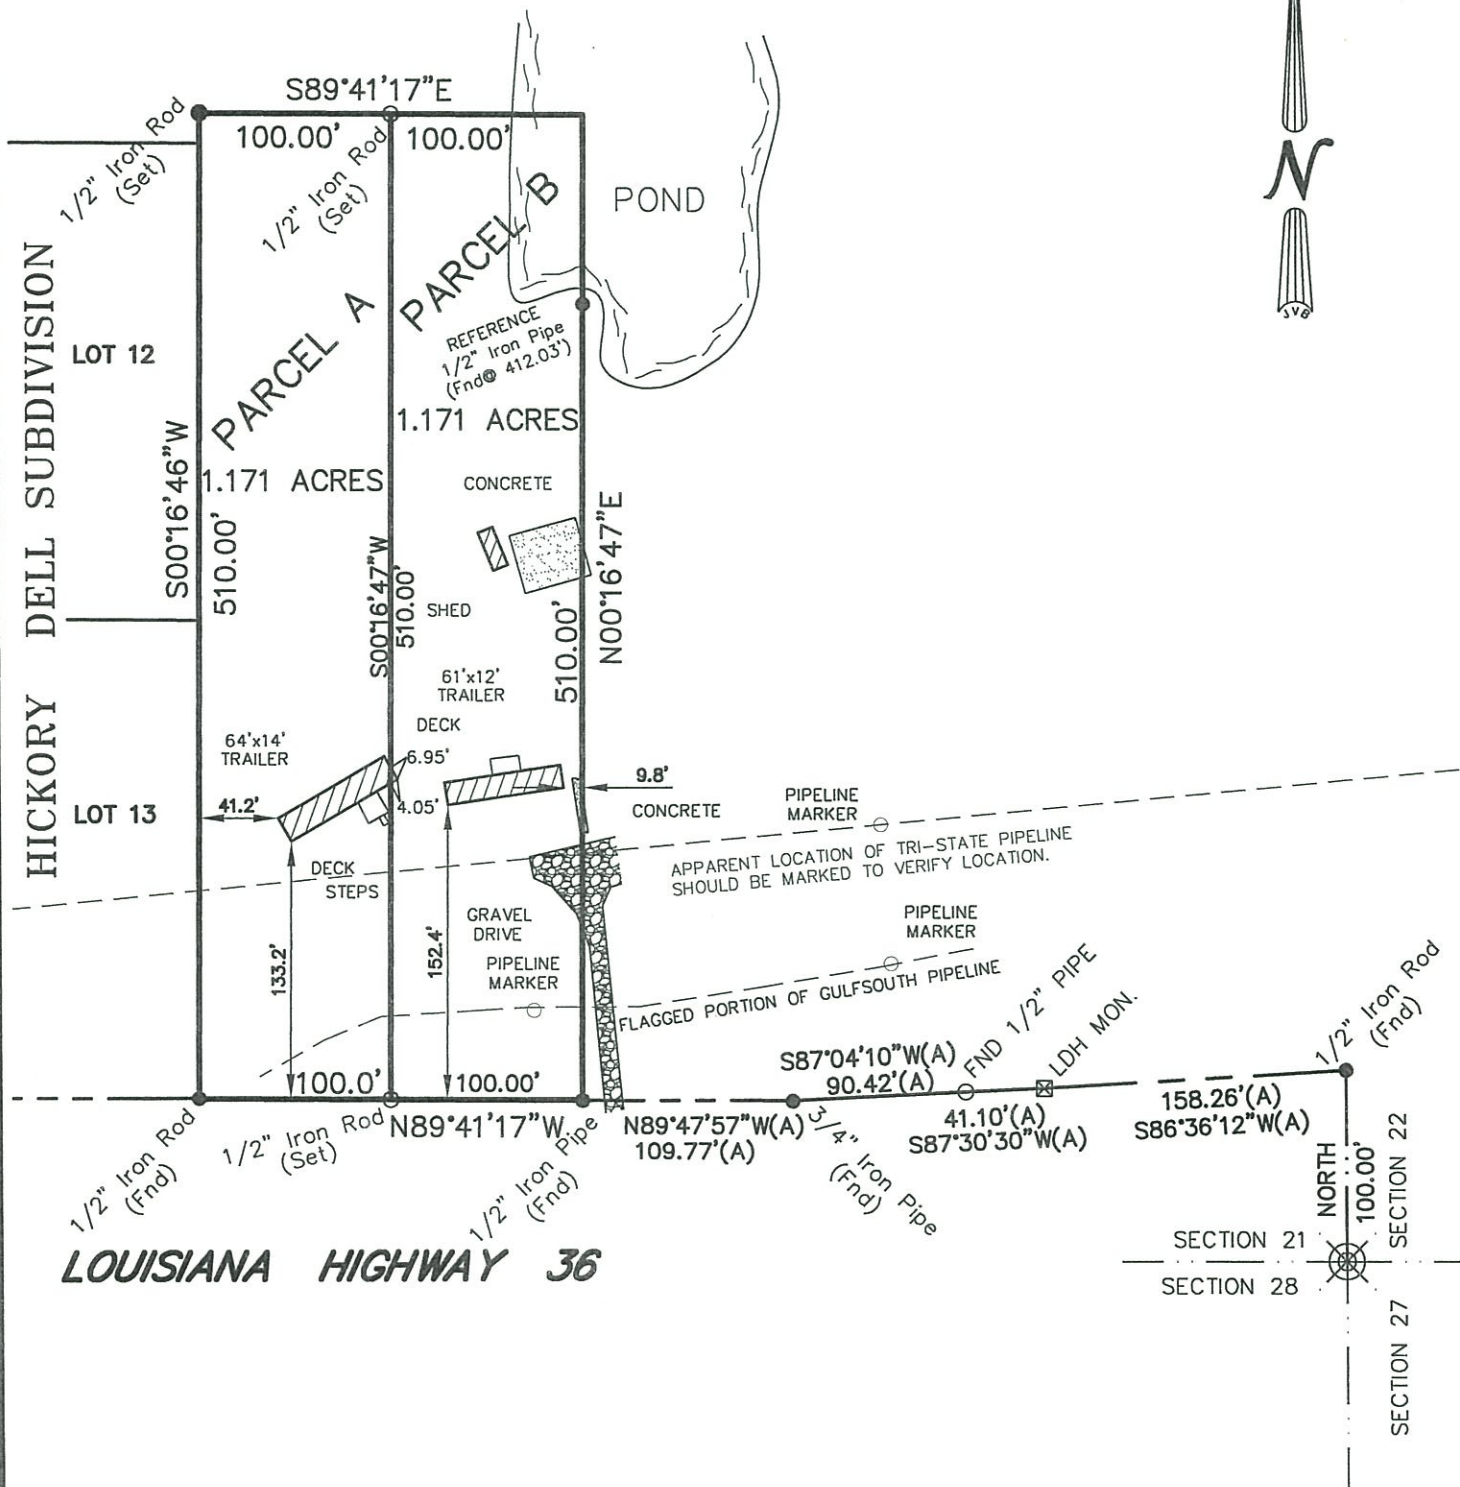 S89°41'17"E
100.00'
100.00'
1/2" Iron Rod
(Set)
1/2" Iron Rod
(Set)
N
JVB
POND
PARCEL A
PARCEL B
REFERENCE
1/2" Iron Pipe
(Fnd@ 412.03')
HICKORY DELL SUBDIVISION
LOT 12
LOT 13
1.171 ACRES
1.171 ACRES
S00°16'46"W
510.00'
S00°16'47"W
510.00'
N00°16'47"E
510.00'
CONCRETE
SHED
61'x12'
TRAILER
DECK
64'x14'
TRAILER
6.95'
4.05'
41.2'
9.8'
CONCRETE
PIPELINE
MARKER
APPARENT LOCATION OF TRI-STATE PIPELINE
SHOULD BE MARKED TO VERIFY LOCATION.
DECK
STEPS
133.2'
152.4'
GRAVEL
DRIVE
PIPELINE
MARKER
PIPELINE
MARKER
FLAGGED PORTION OF GULFSOUTH PIPELINE
100.0'
100.00'
N89°41'17"W
1/2" Iron Rod
(Fnd)
1/2" Iron Rod
(Set)
1/2" Iron Pipe
(Fnd)
N89°47'57"W(A)
109.77'(A)
3/4" Iron Pipe
(Fnd)
S87°04'10"W(A)
90.42'(A)
FND 1/2" PIPE
LDH MON.
41.10'(A)
S87°30'30"W(A)
158.26'(A)
S86°36'12"W(A)
1/2" Iron Rod
(Fnd)
NORTH
100.00'
SECTION 22
SECTION 21
SECTION 28
SECTION 27
LOUISIANA HIGHWAY 36